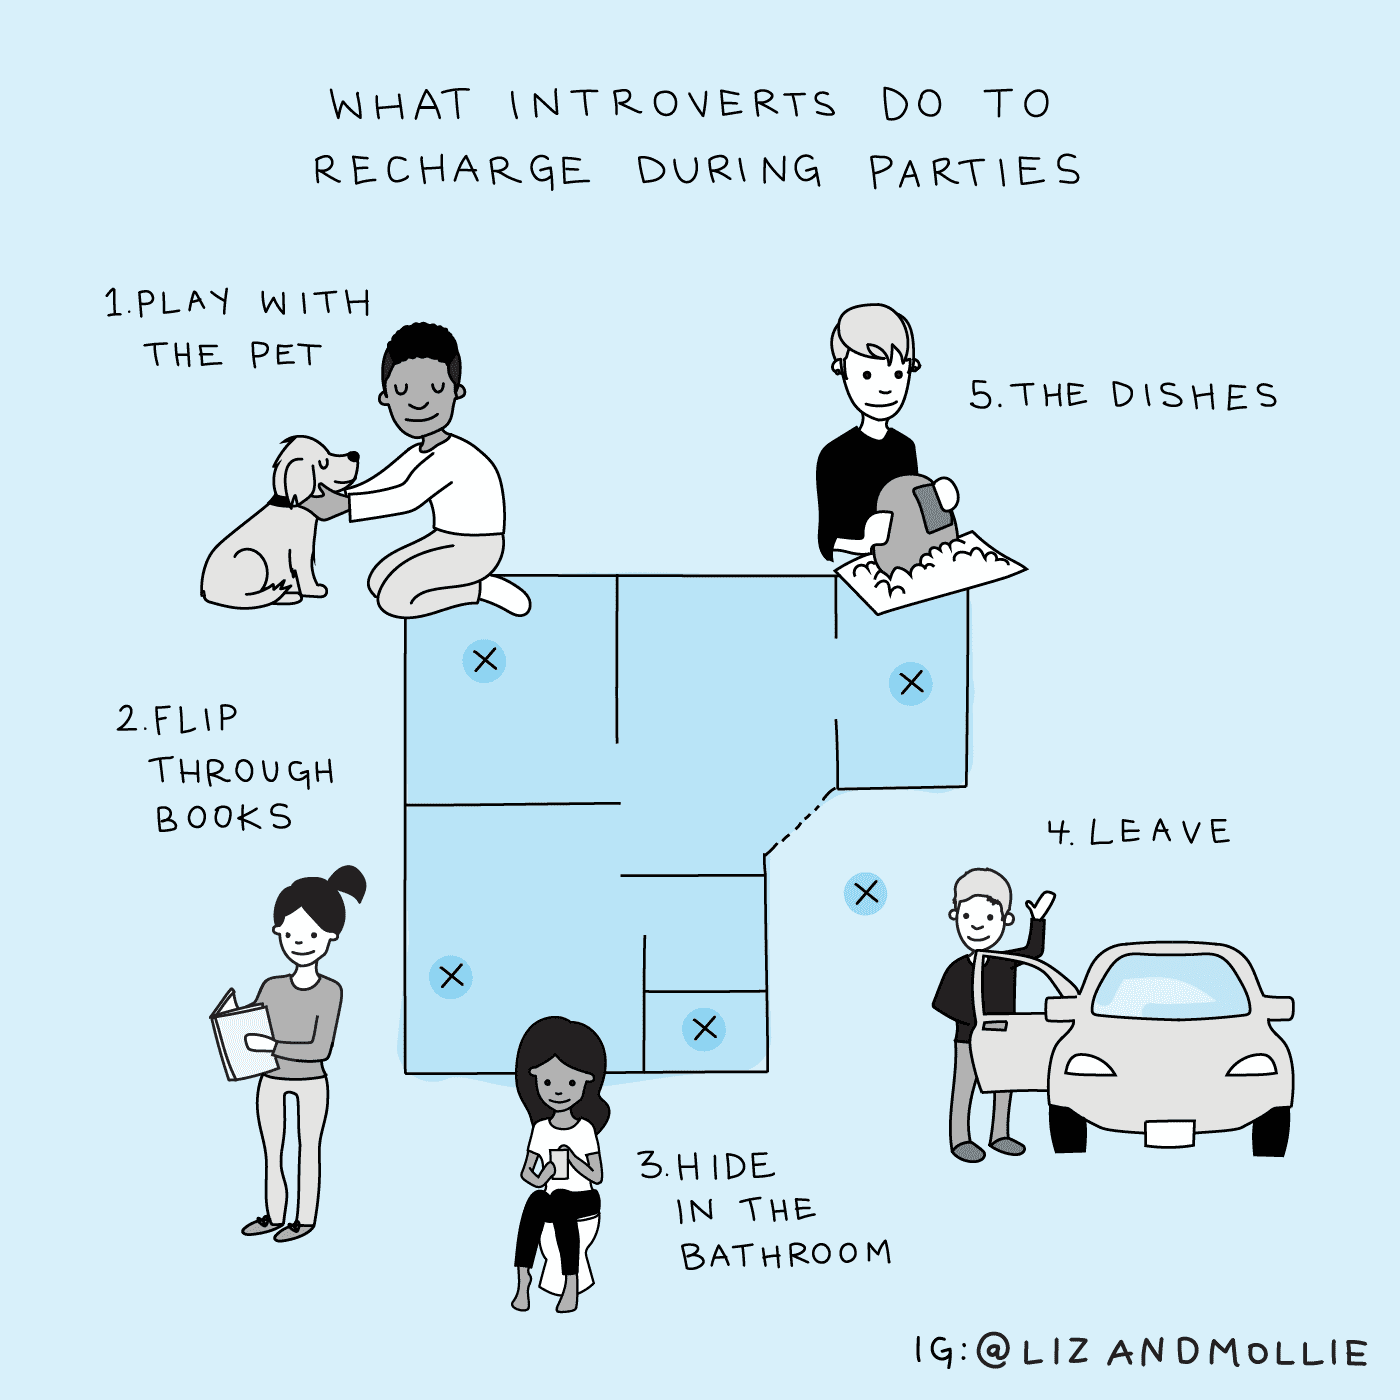 WHAT INTROVERTS DO TO
RECHARGE DURING PARTIES
1. PLAY WITH
THE PET
2. FLIP
THROUGH
BOOKS
3. HIDE
IN THE
BATHROOM
4. LEAVE
5. THE DISHES
IG: @LIZANDMOLLIE